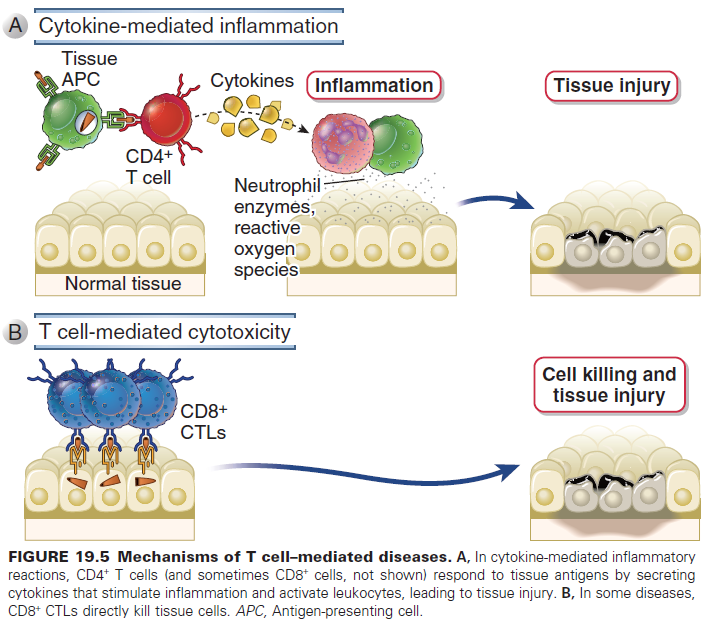 A Cytokine-mediated inflammation
Tissue
APC
Cytokines
Inflammation
Tissue injury
CD4+
T cell
Neutrophil
enzymes,
reactive
oxygen
species
Normal tissue
B T cell-mediated cytotoxicity
CD8+
CTLs
Cell killing and
tissue injury
FIGURE 19.5 Mechanisms of T cell–mediated diseases. A, In cytokine-mediated inflammatory
reactions, CD4+ T cells (and sometimes CD8+ cells, not shown) respond to tissue antigens by secreting
cytokines that stimulate inflammation and activate leukocytes, leading to tissue injury. B, In some diseases,
CD8+ CTLs directly kill tissue cells. APC, Antigen-presenting cell.